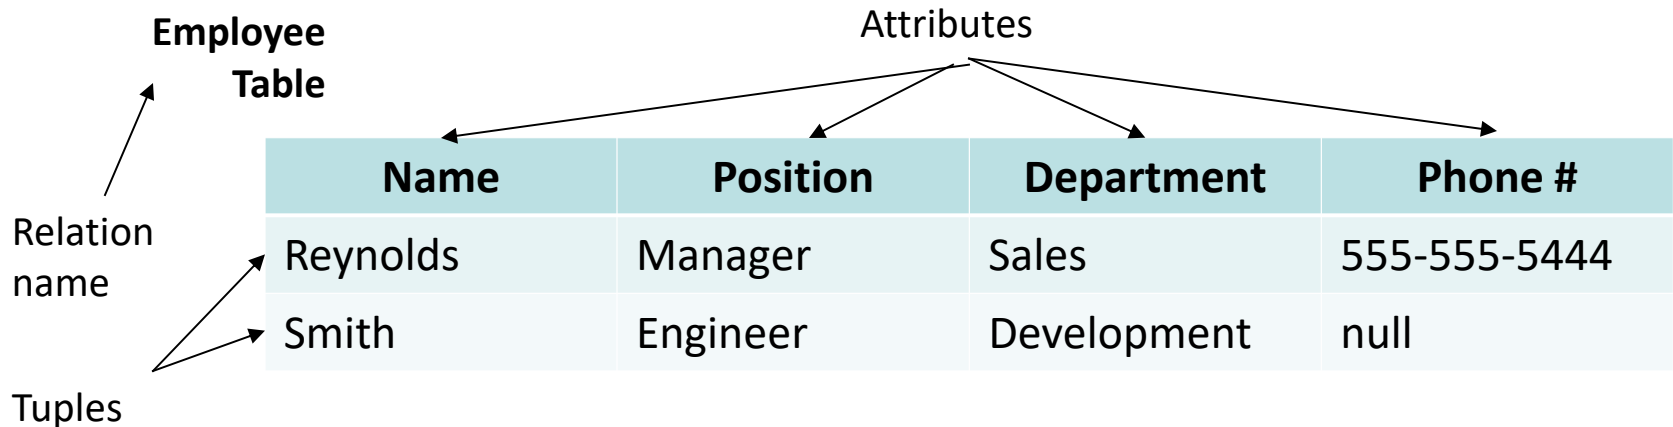 Employee
Table
Attributes
Name Position Department Phone #
Relation
name
Reynolds Manager Sales 555-555-5444
Smith Engineer Development null
Tuples